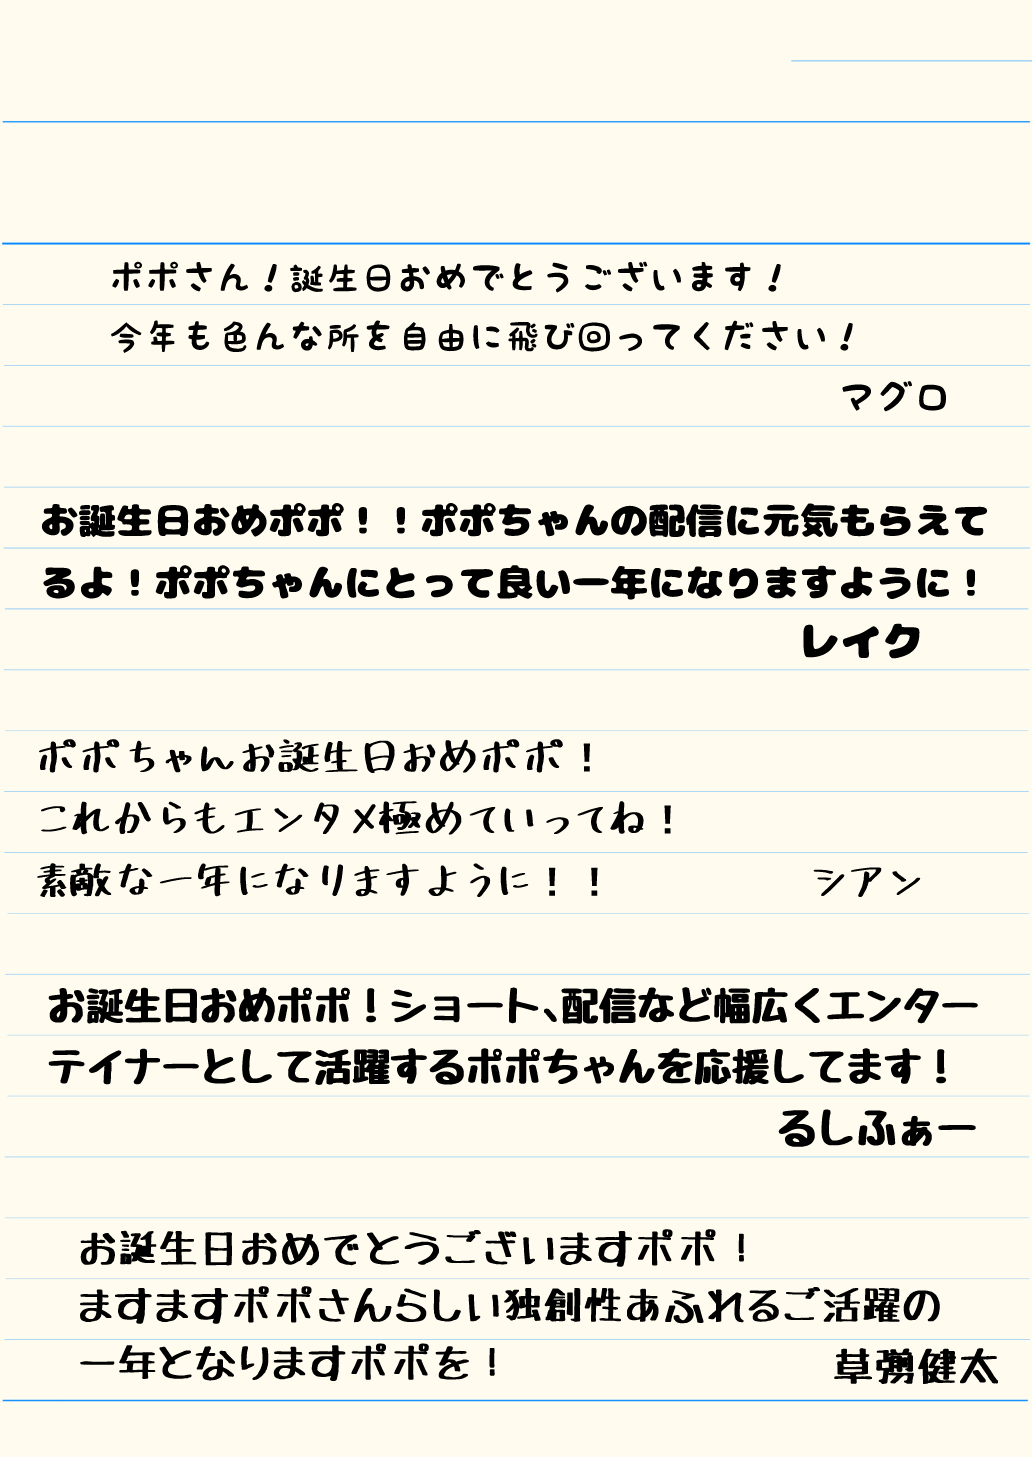 ポポさん！誕生日おめでとうございます！
今年も色んな所を自由に飛び回ってください！
マグロ
お誕生日おめポポ！！ポポちゃんの配信に元気もらえて
るよ！ポポちゃんにとって良い一年になりますように！
レイク
ポポちゃんお誕生日おめポポ！
これからもエンタメ極めていってね！
素敵な一年になりますように！！ シアン
お誕生日おめポポ！ショート、配信など幅広くエンター
テイナーとして活躍するポポちゃんを応援してます！
るしふぁー
お誕生日おめでとうございますポポ！
ますますポポさんらしい独創性あふれるご活躍の
一年となりますポポを！ 草彅健太